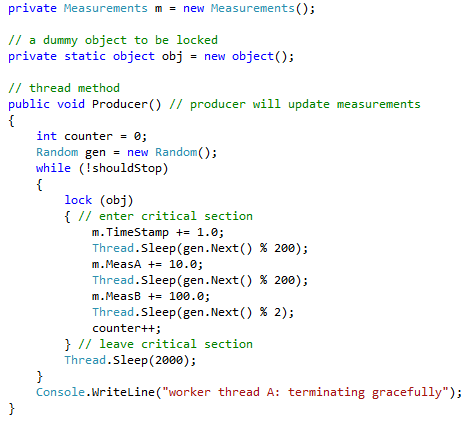 private Measurements m = new Measurements();

// a dummy object to be locked
private static object obj = new object();

// thread method
public void Producer() // producer will update measurements
{
    int counter = 0;
    Random gen = new Random();
    while (!shouldStop)
    {
        lock (obj)
        { // enter critical section
            m.TimeStamp += 1.0;
            Thread.Sleep(gen.Next() % 200);
            m.MeasA += 10.0;
            Thread.Sleep(gen.Next() % 200);
            m.MeasB += 100.0;
            Thread.Sleep(gen.Next() % 2);
            counter++;
        } // leave critical section
        Thread.Sleep(2000);
    }
    Console.WriteLine("worker thread A: terminating gracefully");
}